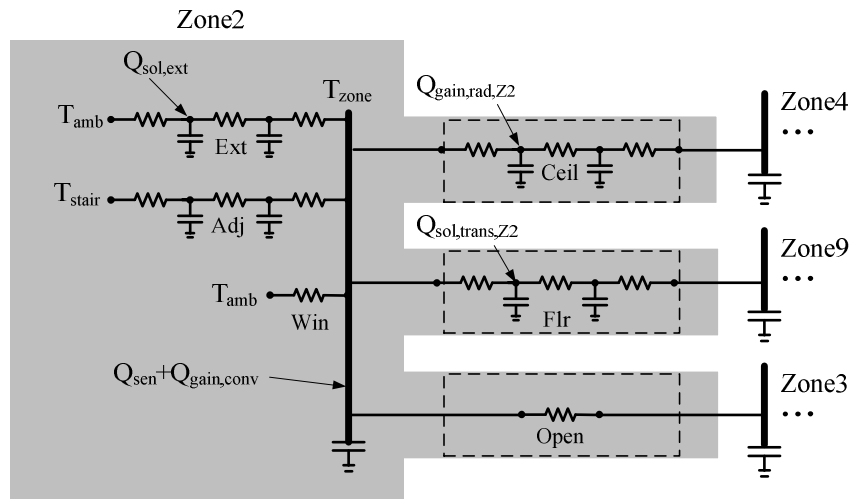 Zone2
Q_sol,ext
T_zone
T_amb
Ext
T_stair
Adj
T_amb
Win
Q_sen+Q_gain,conv
Q_gain,rad,Z2
Ceil
Zone4
...
Q_sol,trans,Z2
Flr
Zone9
...
Open
Zone3
...